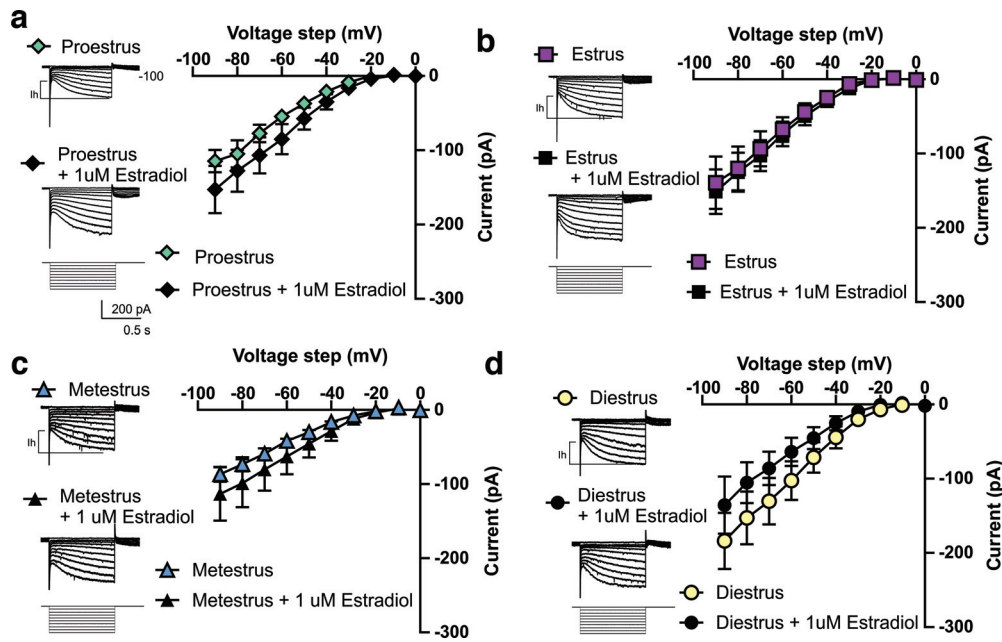 a
Voltage step (mV)
Proestrus
-100 -80 -60 -40 -20 0
0
-100
Ih
-100
Proestrus
+ 1uM Estradiol
Current (pA)
-200
Proestrus
Proestrus + 1uM Estradiol
-300
200 pA
0.5 s
b
Voltage step (mV)
Estrus
-100 -80 -60 -40 -20 0
0
Ih
-100
Estrus
+ 1uM Estradiol
Current (pA)
-200
Estrus
Estrus + 1uM Estradiol
-300
c
Voltage step (mV)
Metestrus
-100 -80 -60 -40 -20 0
0
Ih
-100
Metestrus
+ 1 uM Estradiol
Current (pA)
-200
Metestrus
Metestrus + 1 uM Estradiol
-300
d
Voltage step (mV)
Diestrus
-100 -80 -60 -40 -20 0
0
Ih
-100
Diestrus
+ 1uM Estradiol
Current (pA)
-200
Diestrus
Diestrus + 1uM Estradiol
-300